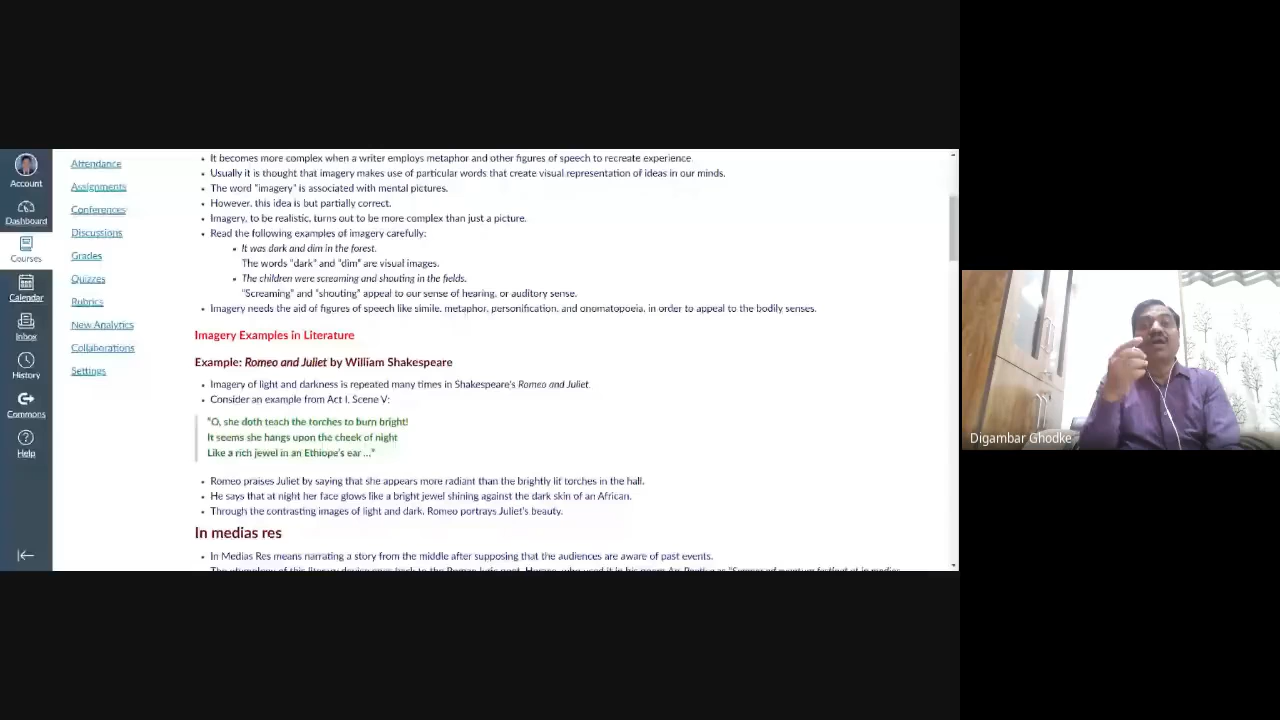 Account
Dashboard
Courses
Calendar
Inbox
History
Commons
Help
Attendance
Assignments
Conferences
Discussions
Grades
Quizzes
Rubrics
New Analytics
Collaborations
Settings
It becomes more complex when a writer employs metaphor and other figures of speech to recreate experience.
Usually it is thought that imagery makes use of particular words that create visual representation of ideas in our minds.
The word "imagery" is associated with mental pictures.
However, this idea is but partially correct.
Imagery, to be realistic, turns out to be more complex than just a picture.
Read the following examples of imagery carefully:
It was dark and dim in the forest.
The words "dark" and "dim" are visual images.
The children were screaming and shouting in the fields.
"Screaming" and "shouting" appeal to our sense of hearing, or auditory sense.
Imagery needs the aid of figures of speech like simile, metaphor, personification, and onomatopoeia, in order to appeal to the bodily senses.
Imagery Examples in Literature
Example: Romeo and Juliet by William Shakespeare
Imagery of light and darkness is repeated many times in Shakespeare's Romeo and Juliet.
Consider an example from Act I, Scene V:
"O, she doth teach the torches to burn bright!
It seems she hangs upon the cheek of night
Like a rich jewel in an Ethiope's ear ..."
Romeo praises Juliet by saying that she appears more radiant than the brightly lit torches in the hall.
He says that at night her face glows like a bright jewel shining against the dark skin of an African.
Through the contrasting images of light and dark, Romeo portrays Juliet's beauty.
In medias res
In Medias Res means narrating a story from the middle after supposing that the audiences are aware of past events.
Digambar Ghodke